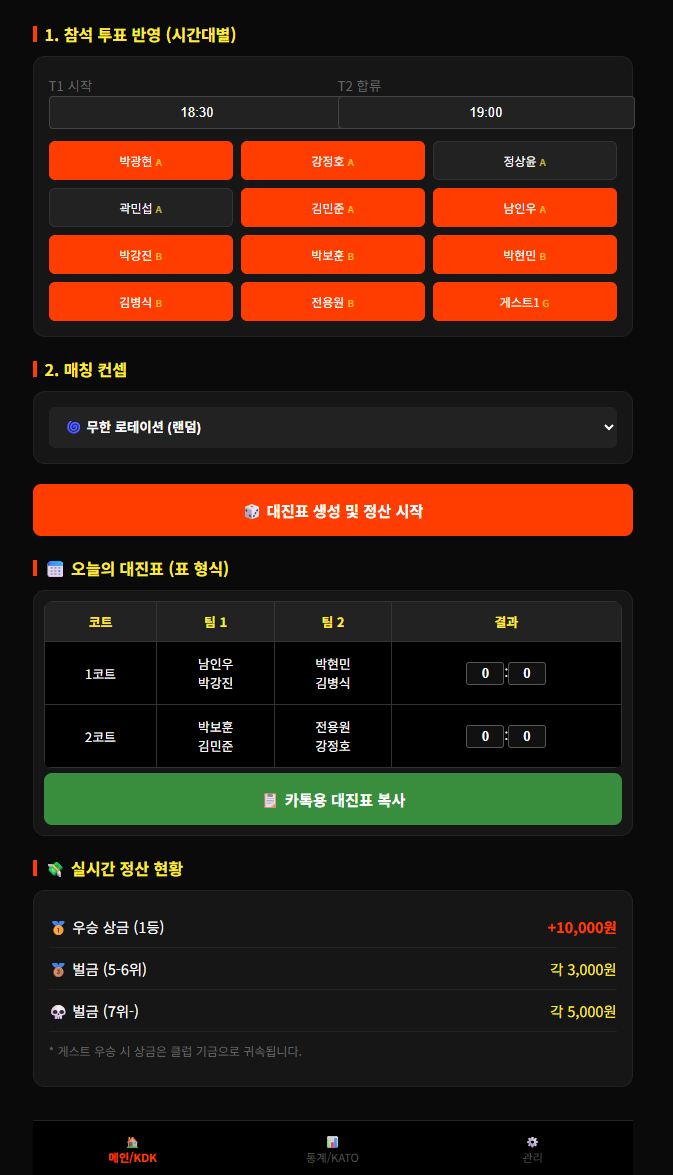 1. 참석 투표 반영 (시간대별)
T1 시작 T2 합류
18:30 19:00
박광현 A 강정호 A 정상윤 A
곽민섭 A 김민준 A 남인우 A
박강진 B 박보훈 B 박현민 B
김병식 B 전용원 B 게스트1 G
2. 매칭 컨셉
🌀 무한 로테이션 (랜덤)
🎲 대진표 생성 및 정산 시작
📅 오늘의 대진표 (표 형식)
코트 팀 1 팀 2 결과
1코트 남인우 박현민 0 : 0
박강진 김병식
2코트 박보훈 전용원 0 : 0
김민준 강정호
📋 카톡용 대진표 복사
💸 실시간 정산 현황
🥇 우승 상금 (1등) +10,000원
🥉 벌금 (5-6위) 각 3,000원
💀 벌금 (7위-) 각 5,000원
* 게스트 우승 시 상금은 클럽 기금으로 귀속됩니다.
🏠 📊 ⚙️
메인/KDK 통계/KATO 관리